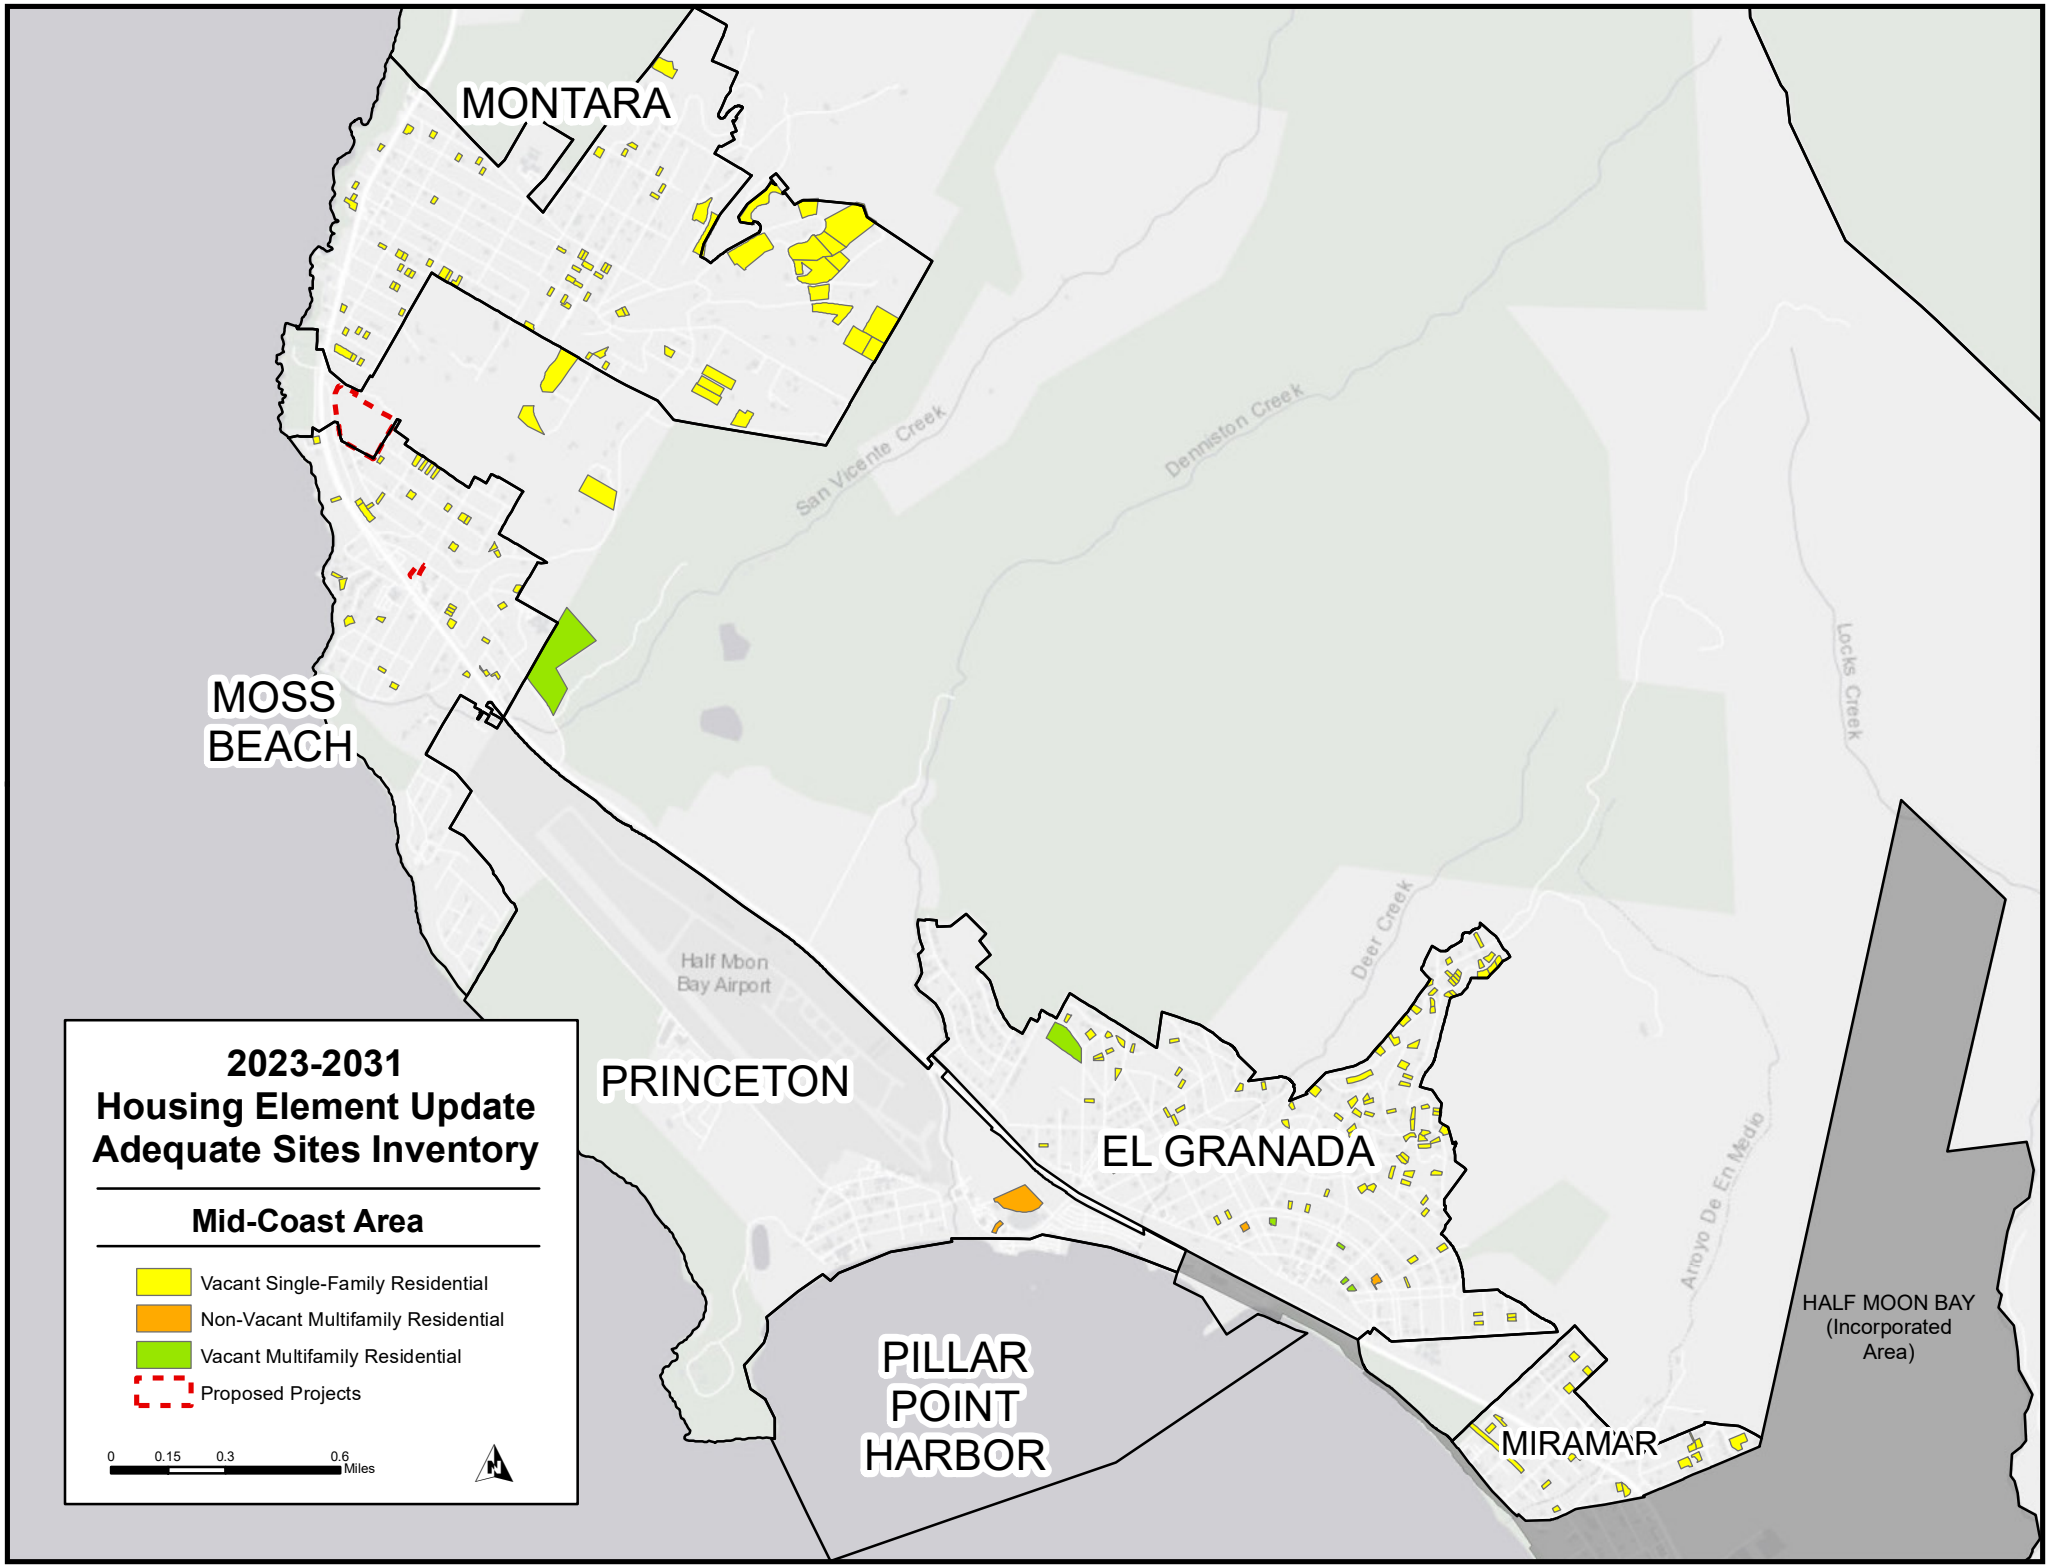 MONTARA
San Vicente Creek
Denniston Creek
Locks Creek
MOSS
BEACH
Half Moon
Bay Airport
Deer Creek
PRINCETON
EL GRANADA
Arroyo De En Medio
HALF MOON BAY
(Incorporated
Area)
PILLAR
POINT
HARBOR
MIRAMAR
2023-2031
Housing Element Update
Adequate Sites Inventory
Mid-Coast Area
Vacant Single-Family Residential
Non-Vacant Multifamily Residential
Vacant Multifamily Residential
Proposed Projects
0 0.15 0.3 0.6
Miles
N